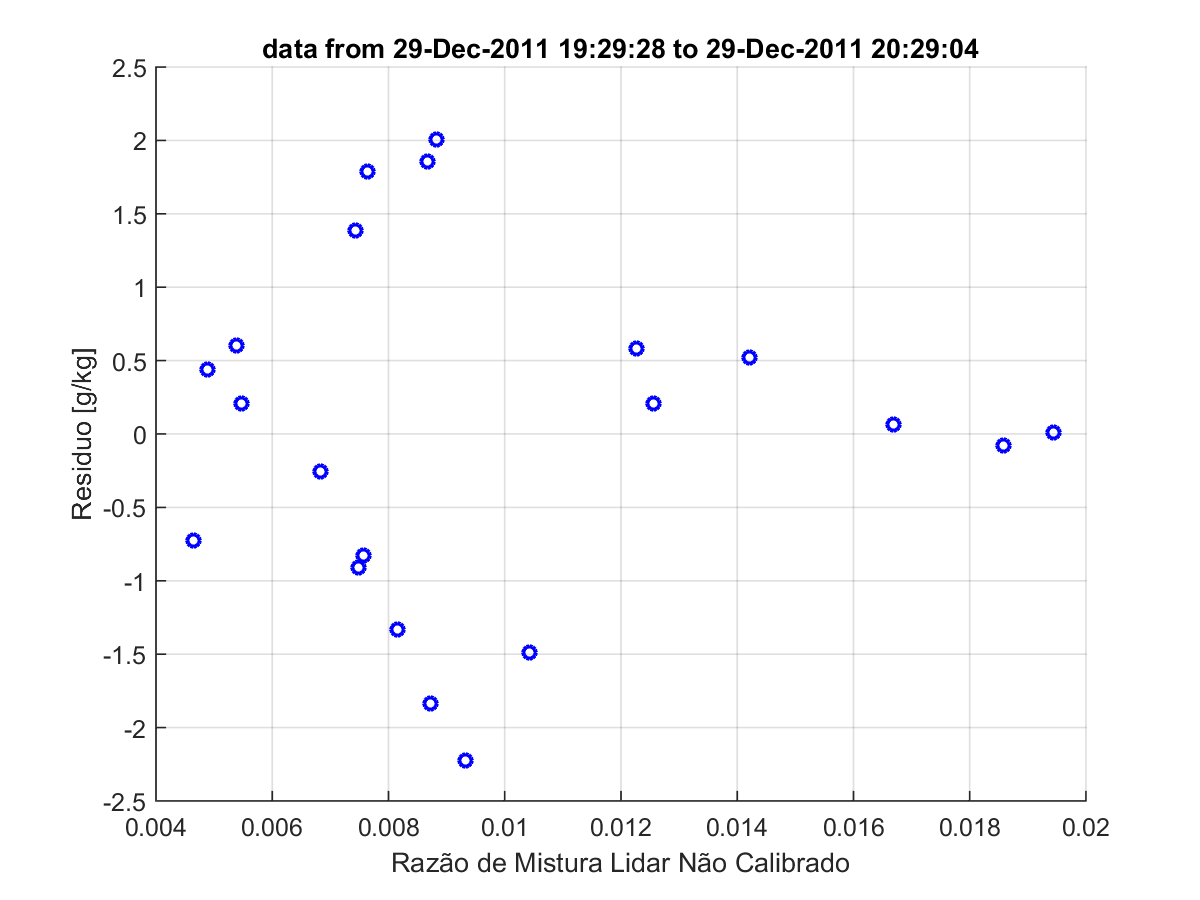 data from 29-Dec-2011 19:29:28 to 29-Dec-2011 20:29:04
2.5
2
1.5
1
0.5
0
-0.5
-1
-1.5
-2
-2.5
Residuo [g/kg]
0.004 0.006 0.008 0.01 0.012 0.014 0.016 0.018 0.02
Razão de Mistura Lidar Não Calibrado